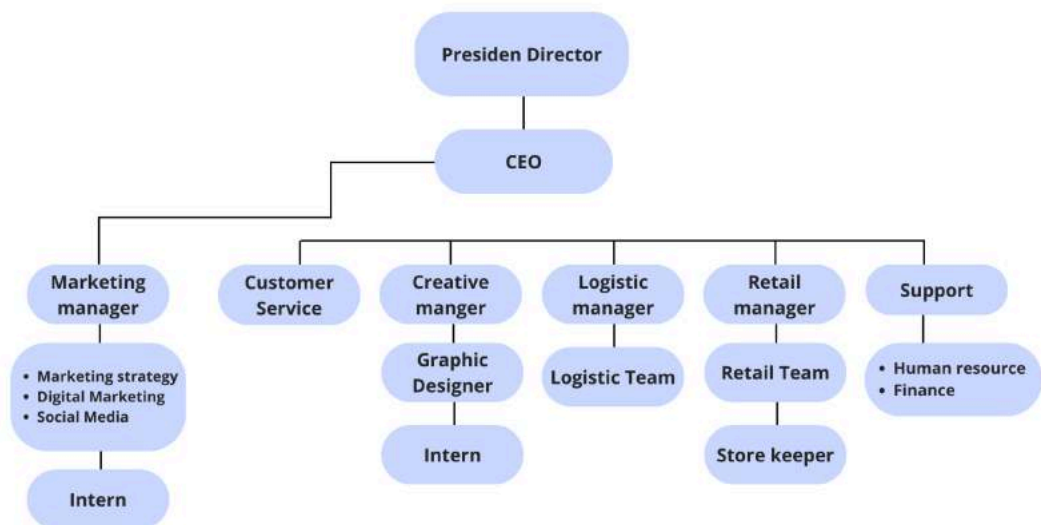 Presiden Director
CEO
Marketing
manager
Customer
Service
Creative
manger
Logistic
manager
Retail
manager
Support
• Marketing strategy
• Digital Marketing
• Social Media
Graphic
Designer
Logistic Team
Retail Team
• Human resource
• Finance
Intern
Intern
Store keeper